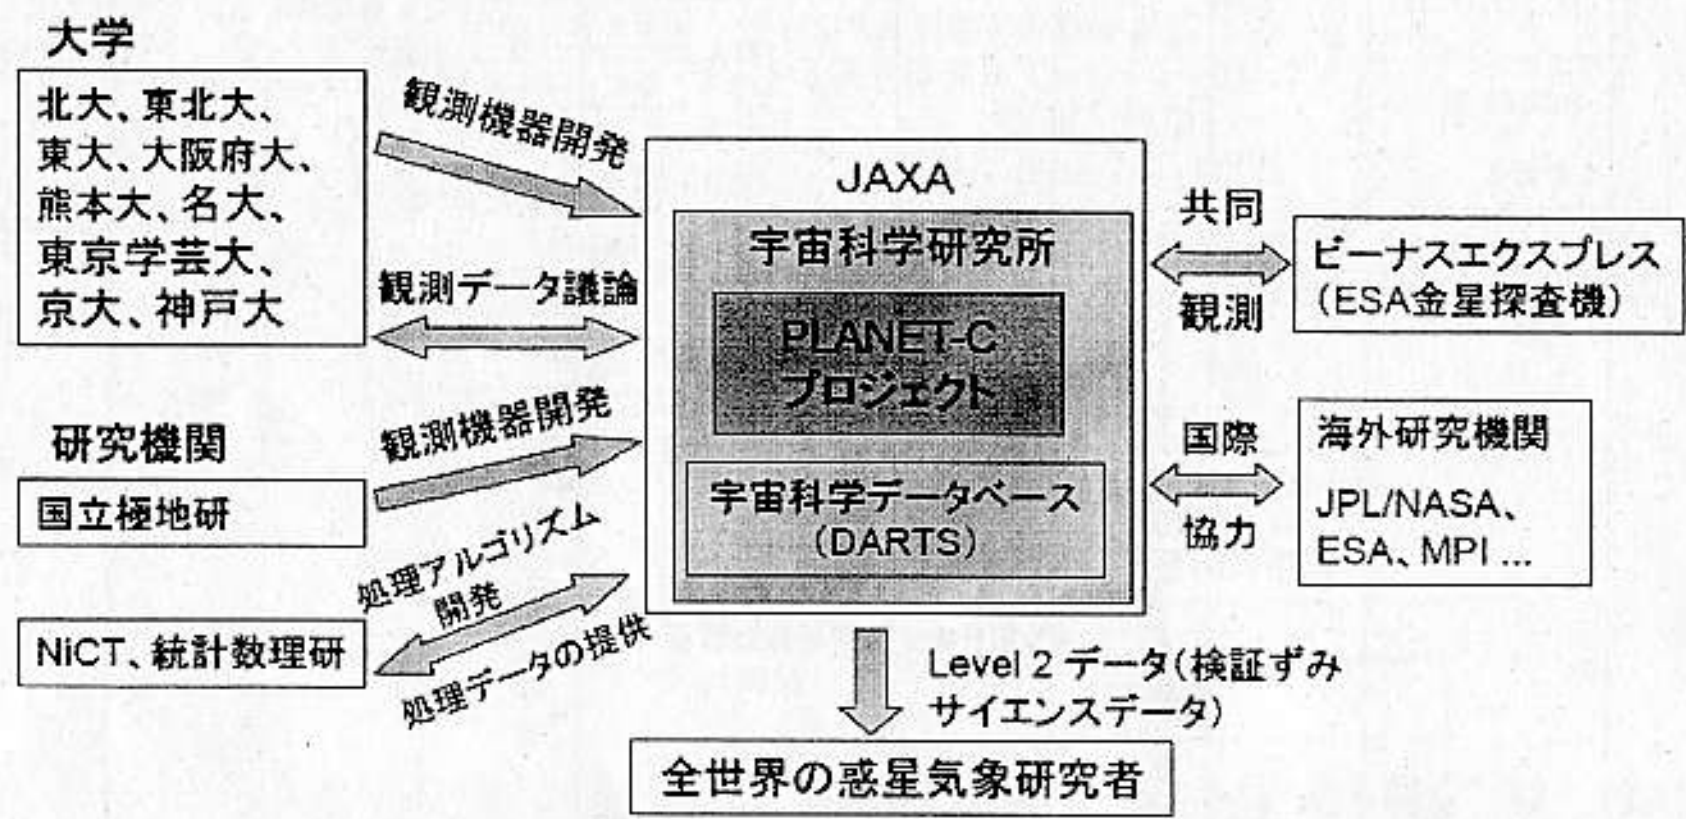 大学
北大、東北大、
東大、大阪府大、
熊本大、名大、
東京学芸大、
京大、神戸大
観測機器開発
観測データ議論
研究機関
国立極地研
観測機器開発
NiCT、統計数理研
処理アルゴリズム
開発
処理データの提供
JAXA
宇宙科学研究所
PLANET-C
プロジェクト
宇宙科学データベース
(DARTS)
共同
観測
ビーナスエクスプレス
(ESA金星探査機)
国際
協力
海外研究機関
JPL/NASA、
ESA、MPI ...
Level 2 データ(検証ずみ
サイエンスデータ)
全世界の惑星気象研究者